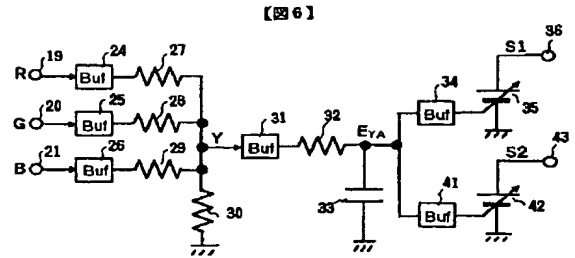 【図6】
R 19 Buf 24 27
G 20 Buf 25 28
B 21 Buf 26 29
Y
30
Buf 31
32
EYA
33
Buf 34
S1 36
35
S2 43
Buf 41
42